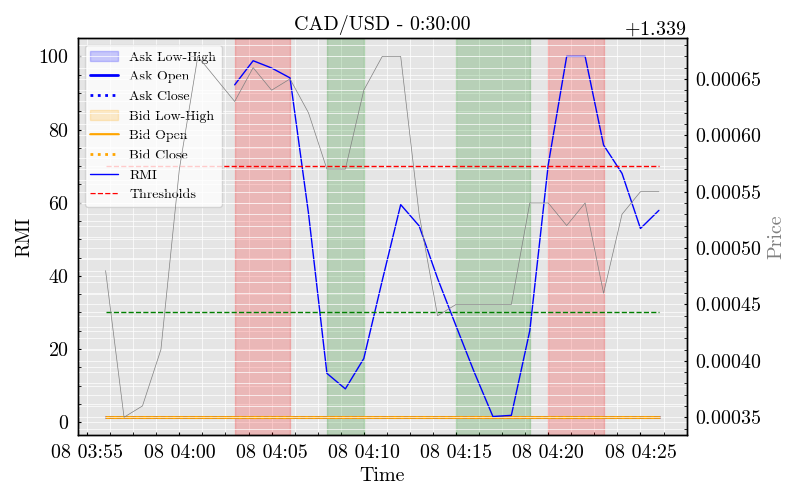 CAD/USD - 0:30:00
+1.339
100
80
60
40
20
0
RMI
Ask Low-High
Ask Open
Ask Close
Bid Low-High
Bid Open
Bid Close
RMI
Thresholds
0.00065
0.00060
0.00055
0.00050
0.00045
0.00040
0.00035
Price
08 03:55 08 04:00 08 04:05 08 04:10 08 04:15 08 04:20 08 04:25
Time